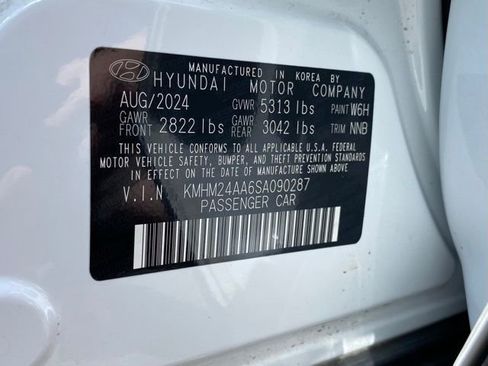 MANUFACTURED IN KOREA BY
HYUNDAI MOTOR COMPANY
AUG/2024 GVWR 5313 lbs PAINT W6H
GAWR FRONT 2822 lbs GAWR REAR 3042 lbs TRIM NNB
THIS VEHICLE CONFORMS TO ALL APPLICABLE U.S.A. FEDERAL
MOTOR VEHICLE SAFETY, BUMPER, AND THEFT PREVENTION STANDARDS
IN EFFECT ON THE DATE OF MANUFACTURE SHOWN ABOVE.
V.I.N KMHM24AA6SA090287
PASSENGER CAR